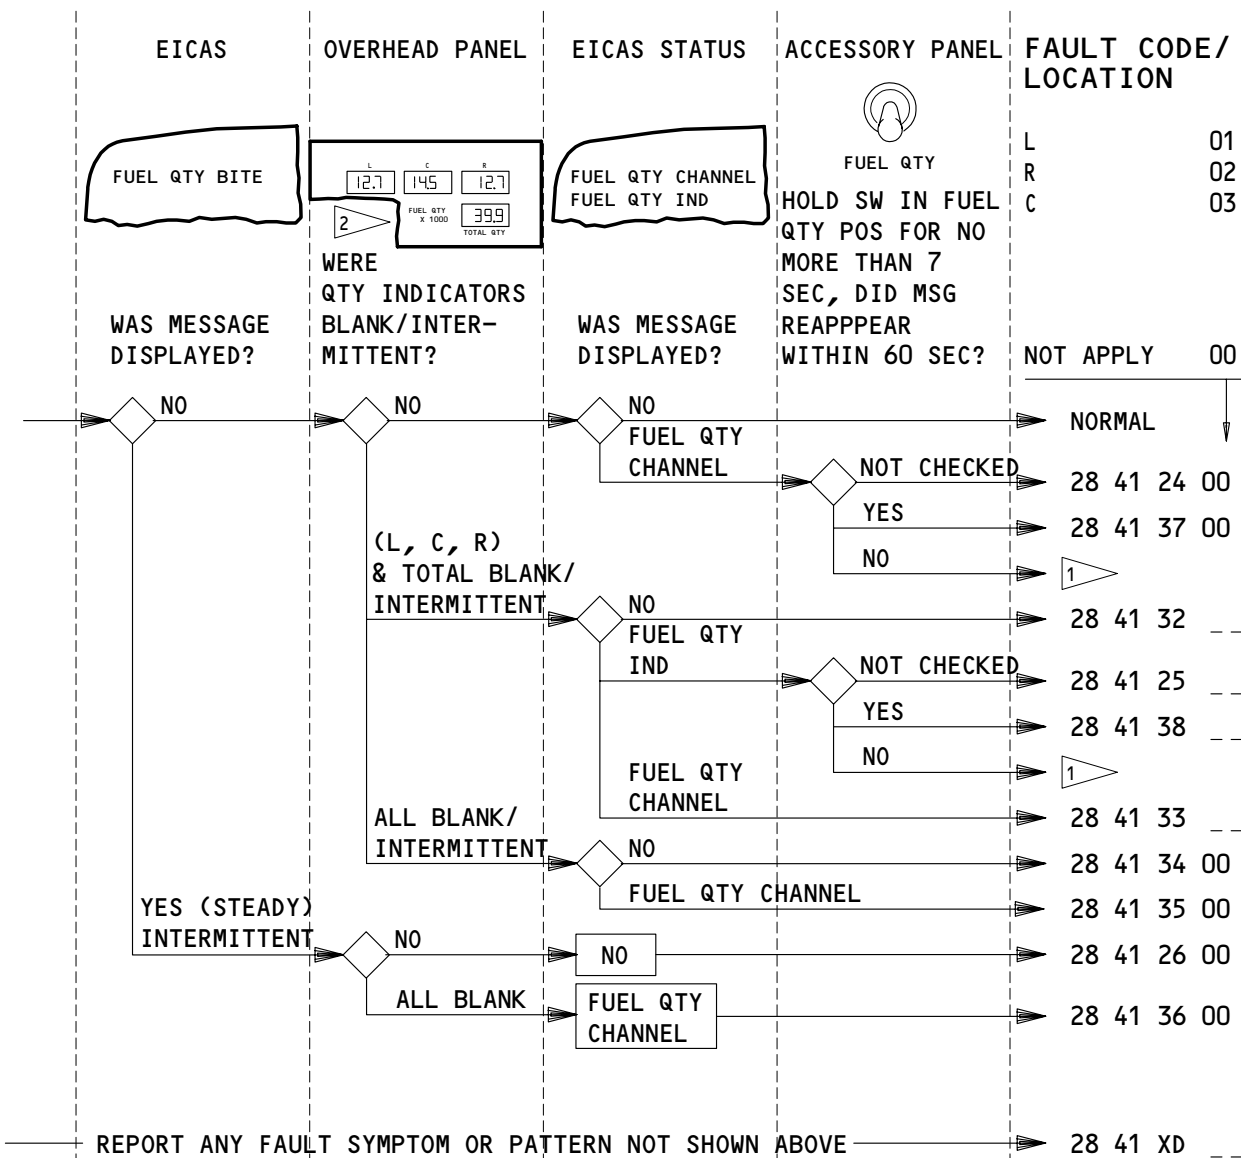 EICAS
OVERHEAD PANEL
EICAS STATUS
ACCESSORY PANEL
FAULT CODE/
LOCATION
FUEL QTY BITE
L C R
12.7 14.5 12.7
2
FUEL QTY
X 1000
39.9
TOTAL QTY
FUEL QTY CHANNEL
FUEL QTY IND
FUEL QTY
L 01
R 02
C 03
WAS MESSAGE
DISPLAYED?
WERE
QTY INDICATORS
BLANK/INTER-
MITTENT?
WAS MESSAGE
DISPLAYED?
HOLD SW IN FUEL
QTY POS FOR NO
MORE THAN 7
SEC, DID MSG
REAPPPEAR
WITHIN 60 SEC?
NOT APPLY 00
NO
NO
NO
NORMAL
FUEL QTY
CHANNEL
NOT CHECKED
28 41 24 00
YES
28 41 37 00
NO
1
(L, C, R)
& TOTAL BLANK/
INTERMITTENT
NO
28 41 32 _ _
FUEL QTY
IND
NOT CHECKED
28 41 25 _ _
YES
28 41 38 _ _
NO
1
FUEL QTY
CHANNEL
28 41 33 _ _
ALL BLANK/
INTERMITTENT
NO
28 41 34 00
FUEL QTY CHANNEL
28 41 35 00
YES (STEADY)
INTERMITTENT
NO
NO
28 41 26 00
ALL BLANK
FUEL QTY
CHANNEL
28 41 36 00
REPORT ANY FAULT SYMPTOM OR PATTERN NOT SHOWN ABOVE
28 41 XD _ _